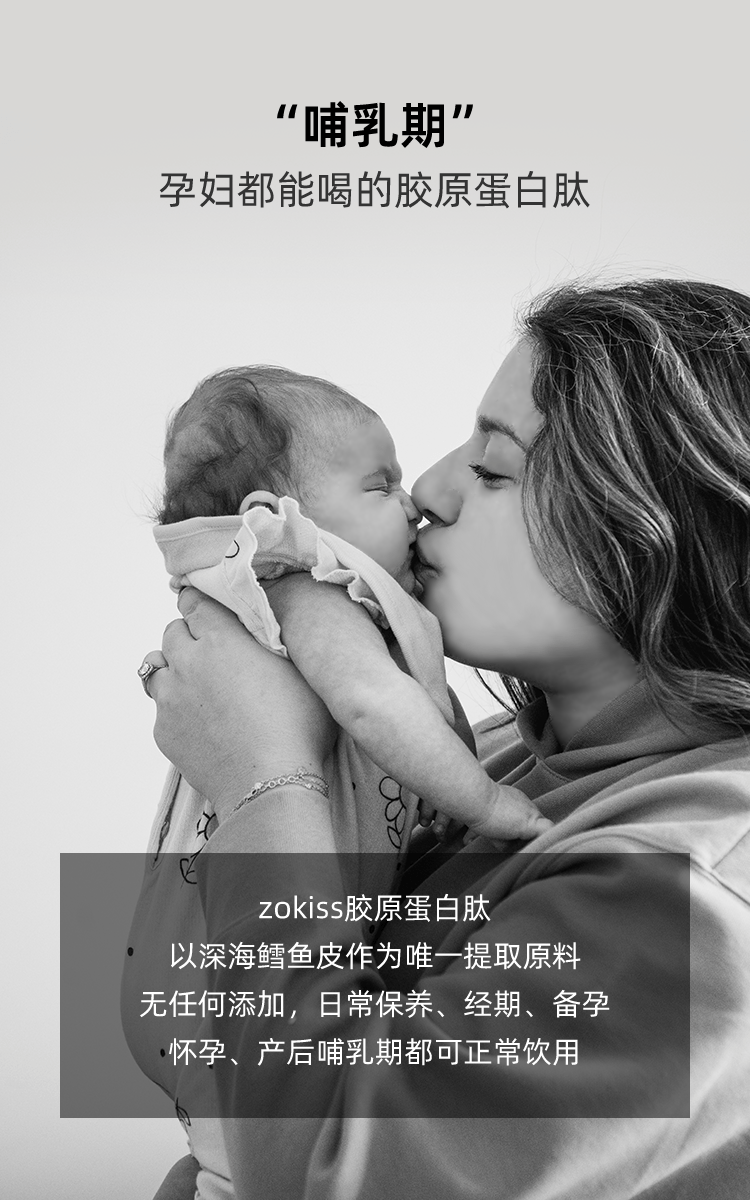 “哺乳期”
孕妇都能喝的胶原蛋白肽
zokiss胶原蛋白肽
以深海鳕鱼皮作为唯一提取原料
无任何添加，日常保养、经期、备孕
怀孕、产后哺乳期都可正常饮用